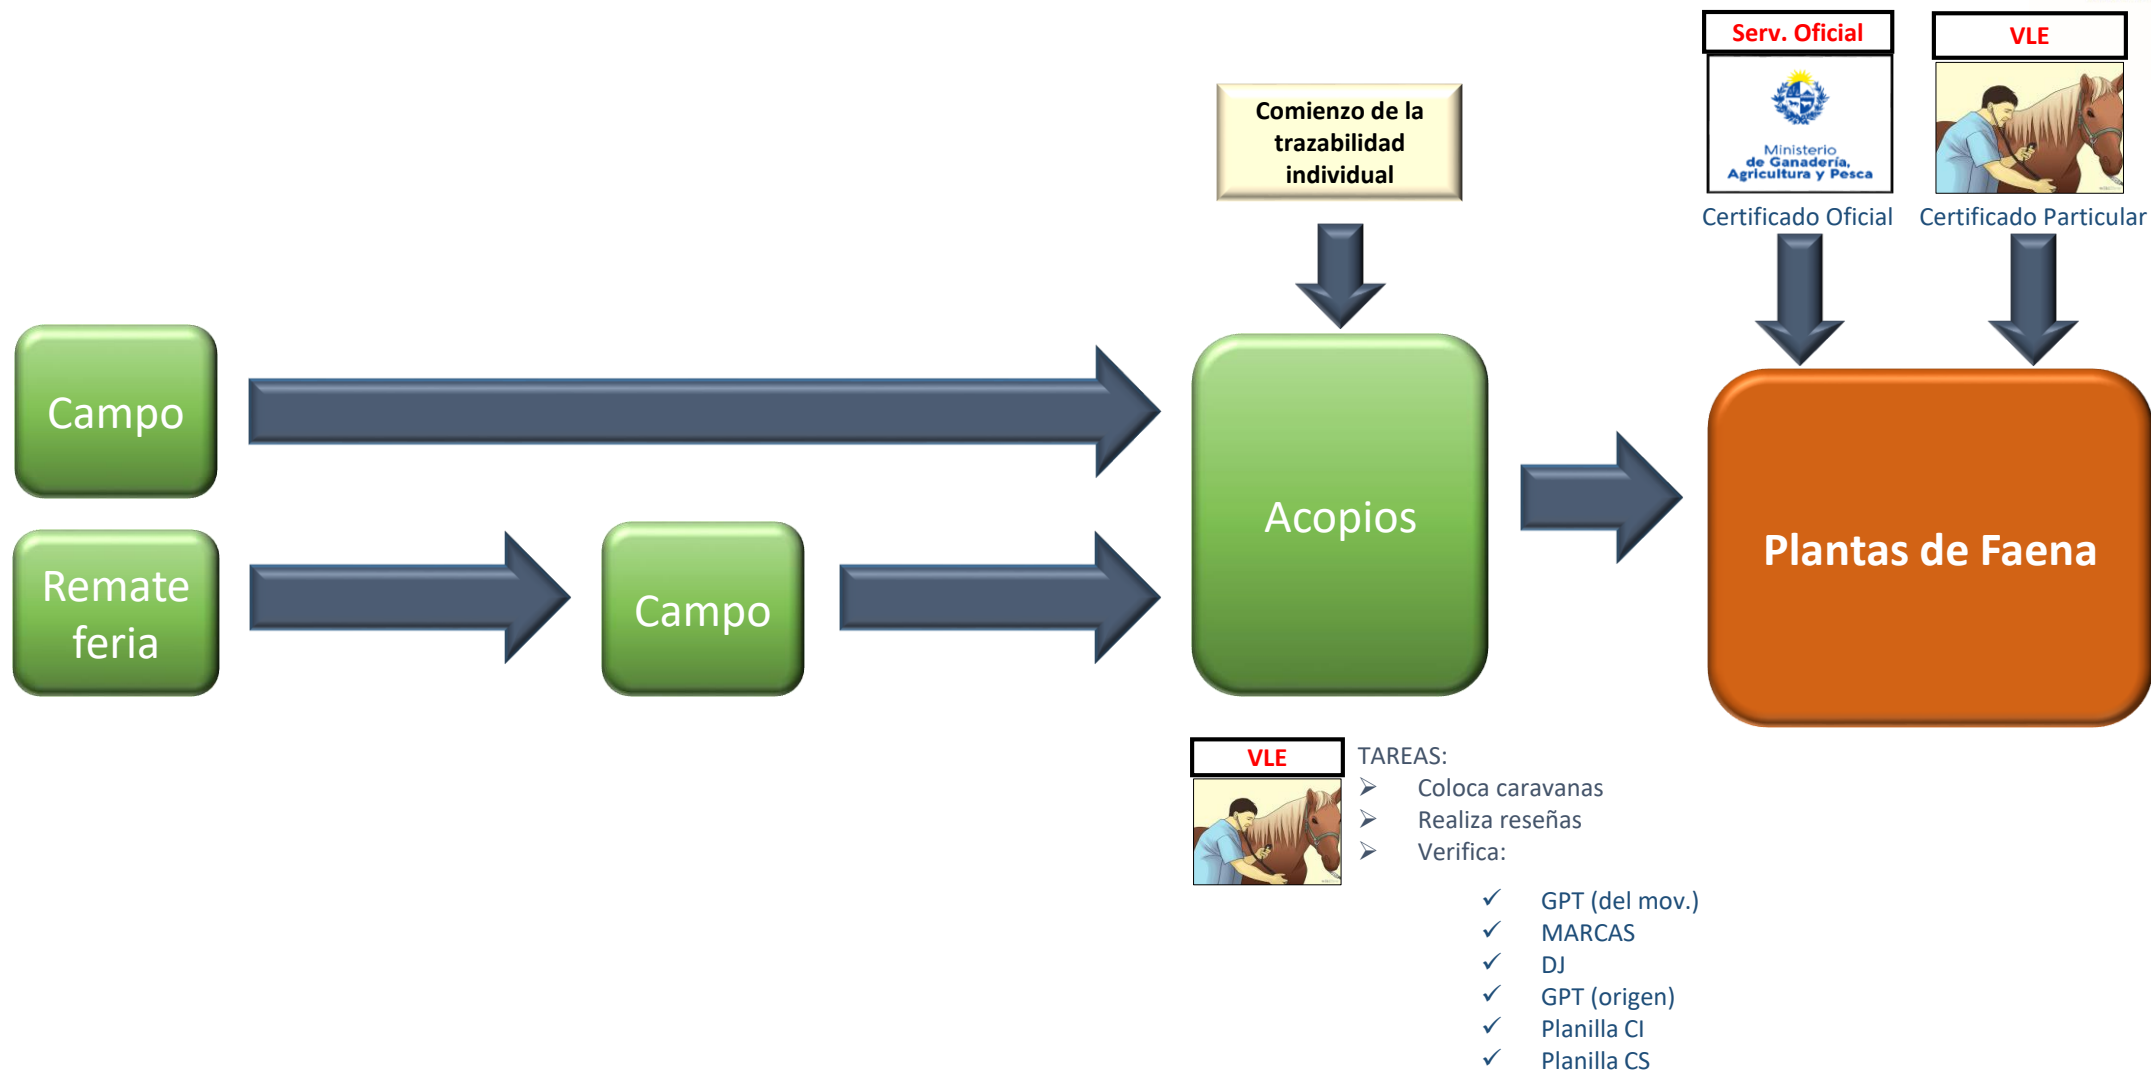 Serv. Oficial
VLE
Ministerio
de Ganadería,
Agricultura y Pesca
Certificado Oficial
Certificado Particular
Comienzo de la
trazabilidad
individual
Campo
Remate
feria
Campo
Acopios
Plantas de Faena
VLE
TAREAS:
➢ Coloca caravanas
➢ Realiza reseñas
➢ Verifica:
✓ GPT (del mov.)
✓ MARCAS
✓ DJ
✓ GPT (origen)
✓ Planilla CI
✓ Planilla CS